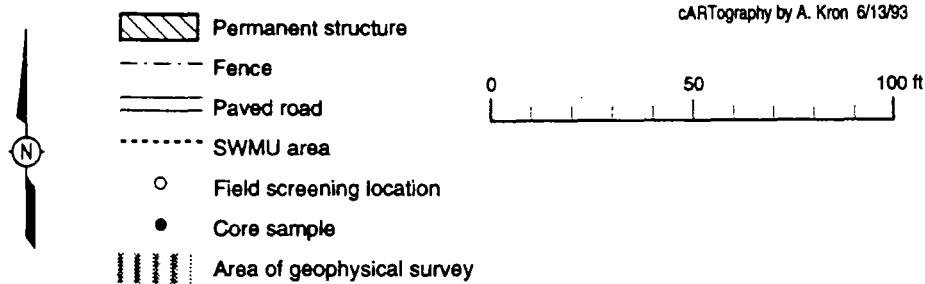 cARTography by A. Kron 6/13/93
Permanent structure
Fence
0 50 100 ft
Paved road
N
SWMU area
Field screening location
Core sample
Area of geophysical survey